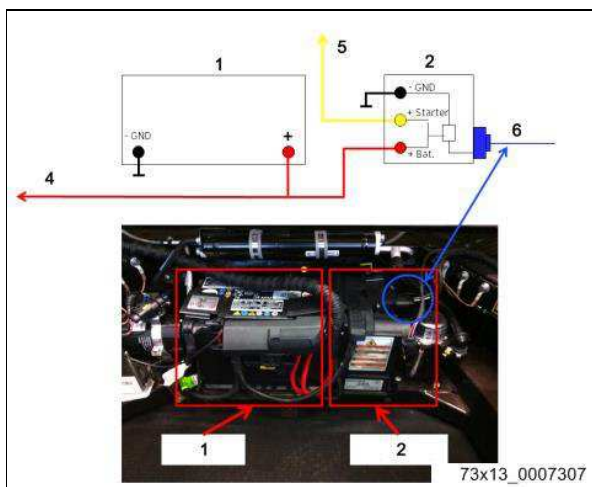 5
1
2
- GND
+ Starter
6
- GND
+
+ Bat.
4
1
2
73x13_0007307